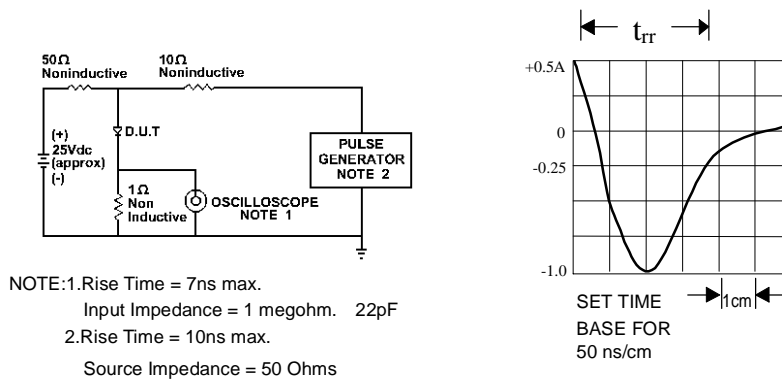 50Ω
Noninductive
10Ω
Noninductive
(+)
25Vdc
(approx)
(-)
D.U.T
1Ω
Non
Inductive
OSCILLOSCOPE
NOTE 1
PULSE
GENERATOR
NOTE 2
NOTE:1.Rise Time = 7ns max.
Input Impedance = 1 megohm. 22pF
2.Rise Time = 10ns max.
Source Impedance = 50 Ohms
trr
+0.5A
0
-0.25
-1.0
1cm
SET TIME
BASE FOR
50 ns/cm